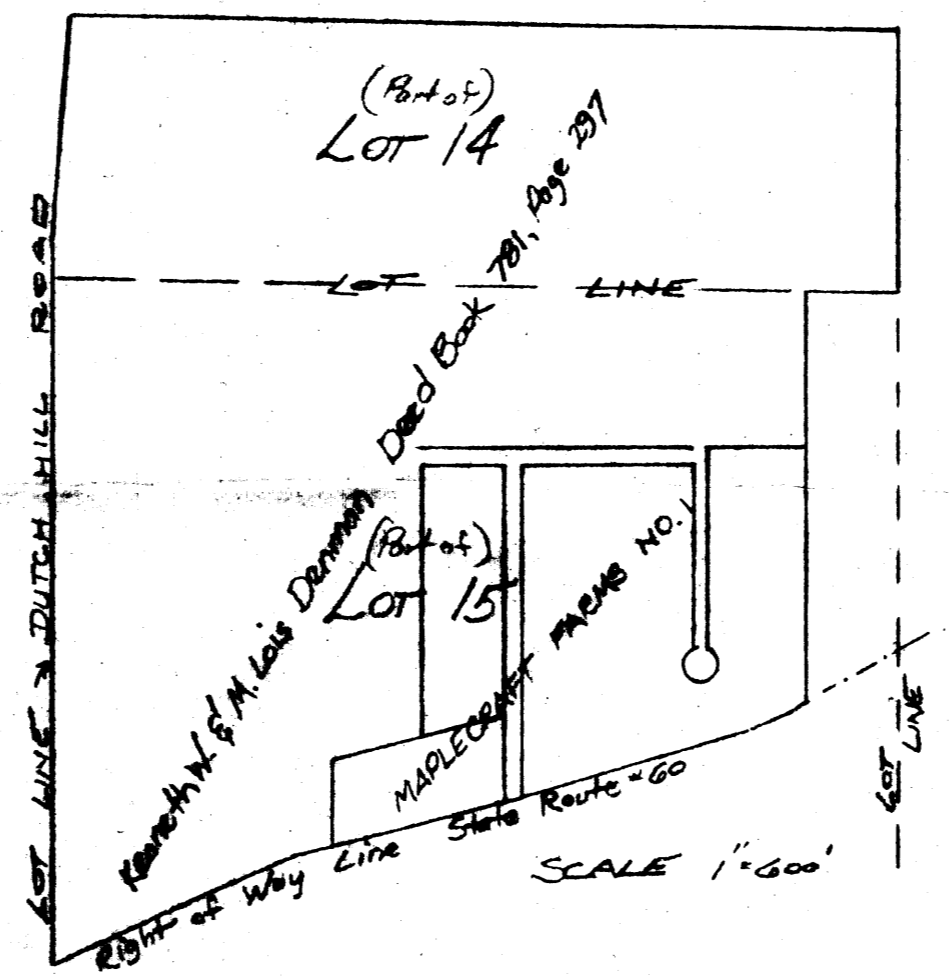 (Part of)
LOT 14
Kenneth W. & M. Lois Denman Deed Book 781, Page 297
LOT LINE
LOT LINE → DUTCH HILL ROAD
(Part of)
LOT 15
MAPLECRAFT FARMS NO. 1
LOT LINE
Right of Way Line State Route #60
SCALE 1"=600'